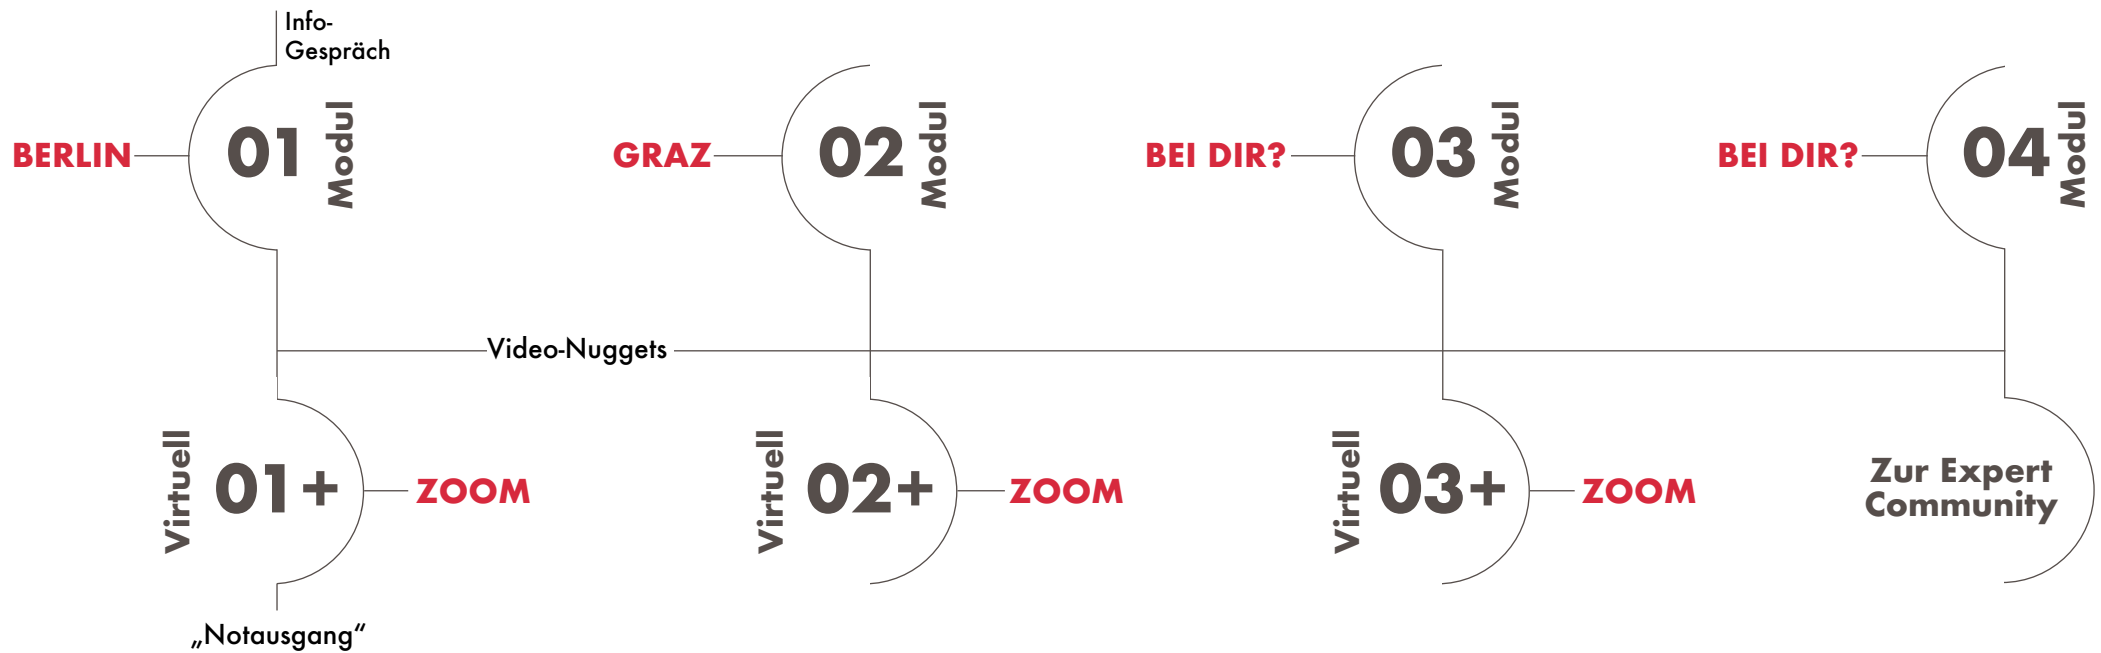 Info-
Gespräch
BERLIN
01
Modul
GRAZ
02
Modul
BEI DIR?
03
Modul
BEI DIR?
04
Modul
Video-Nuggets
Virtuell
01+
ZOOM
Virtuell
02+
ZOOM
Virtuell
03+
ZOOM
Zur Expert
Community
„Notausgang“